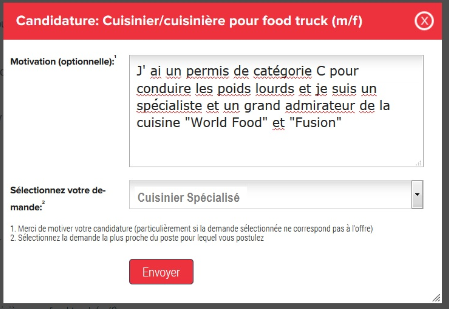 Candidature: Cuisinier/cuisinière pour food truck (m/f)
Motivation (optionnelle):¹
J' ai un permis de catégorie C pour
conduire les poids lourds et je suis un
spécialiste et un grand admirateur de la
cuisine "World Food" et "Fusion"
Sélectionnez votre de-
mande:²
Cuisinier Spécialisé
1. Merci de motiver votre candidature (particulièrement si la demande sélectionnée ne correspond pas à l'offre)
2. Sélectionnez la demande la plus proche du poste pour lequel vous postulez
Envoyer